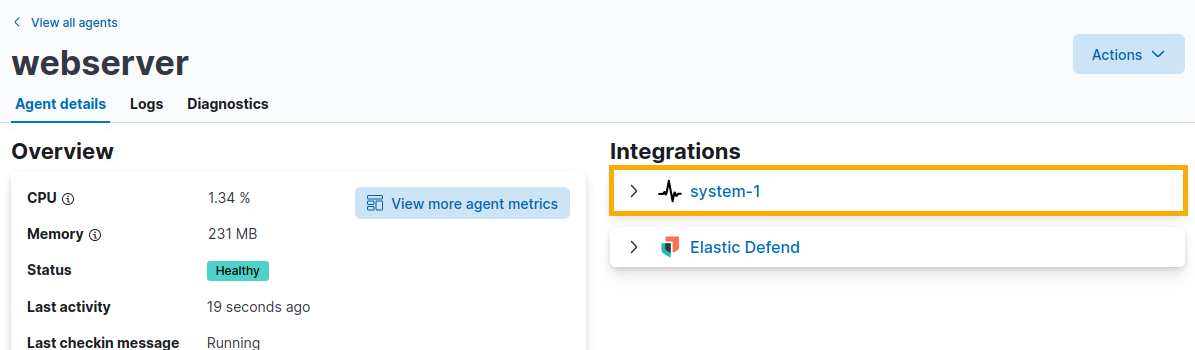 View all agents
webserver
Actions
Agent details Logs Diagnostics
Overview
CPU 1.34 %
View more agent metrics
Memory 231 MB
Status Healthy
Last activity 19 seconds ago
Last checkin message Running
Integrations
system-1
Elastic Defend